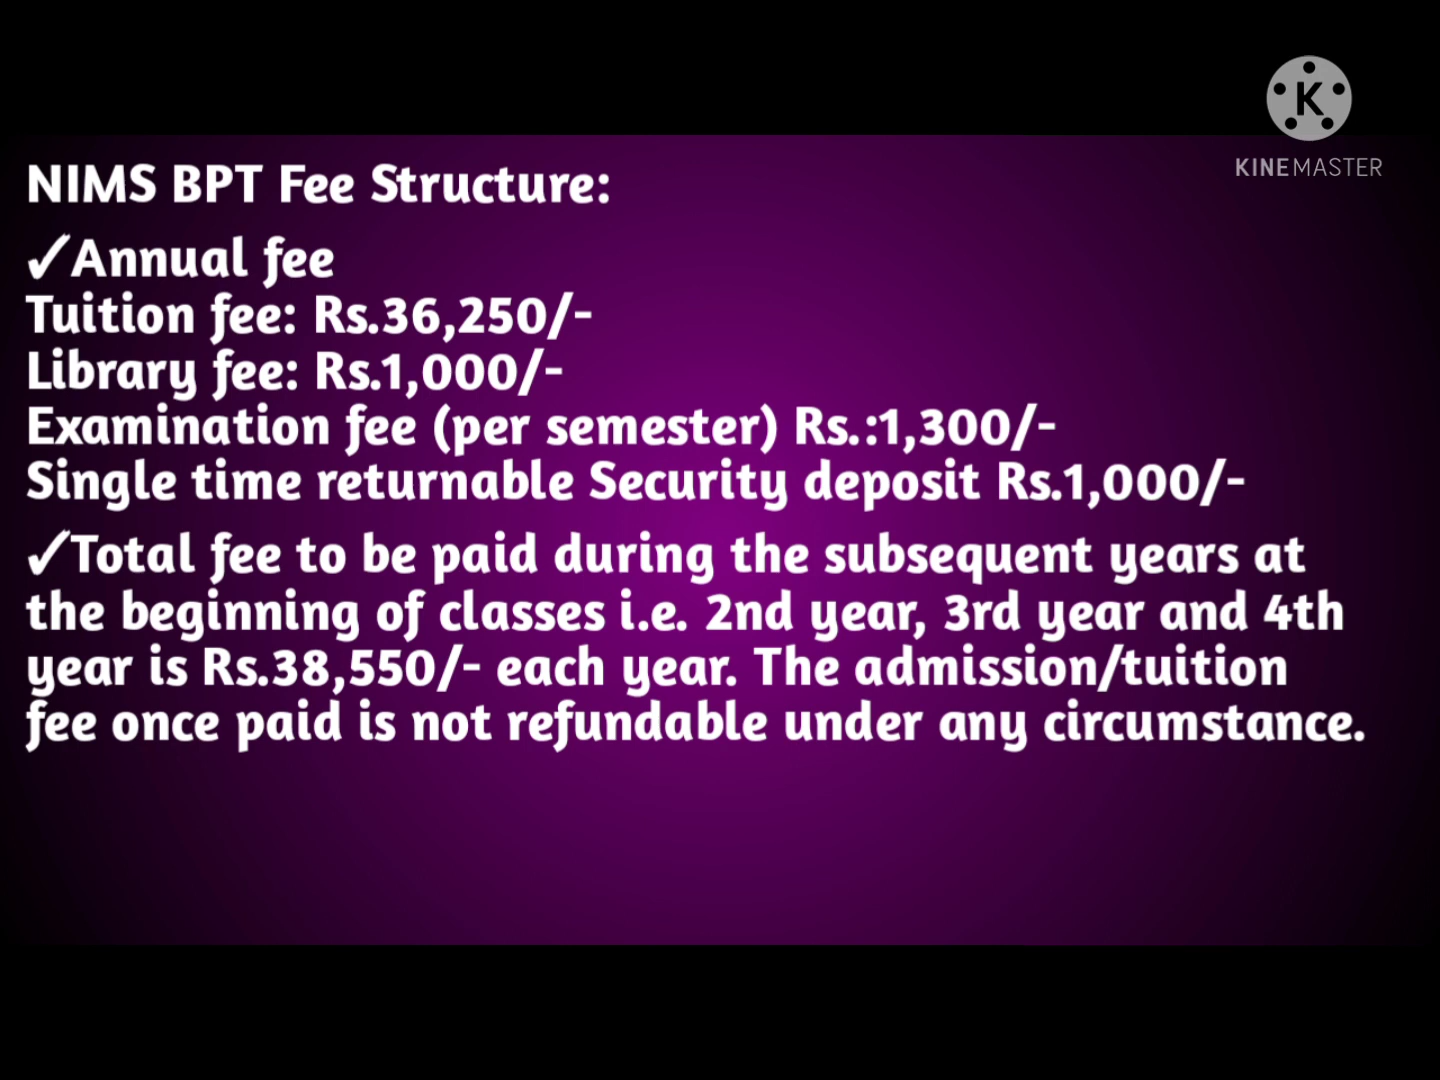 K
KINEMASTER
NIMS BPT Fee Structure:
✓Annual fee
Tuition fee: Rs.36,250/-
Library fee: Rs.1,000/-
Examination fee (per semester) Rs.:1,300/-
Single time returnable Security deposit Rs.1,000/-
✓Total fee to be paid during the subsequent years at
the beginning of classes i.e. 2nd year, 3rd year and 4th
year is Rs.38,550/- each year. The admission/tuition
fee once paid is not refundable under any circumstance.